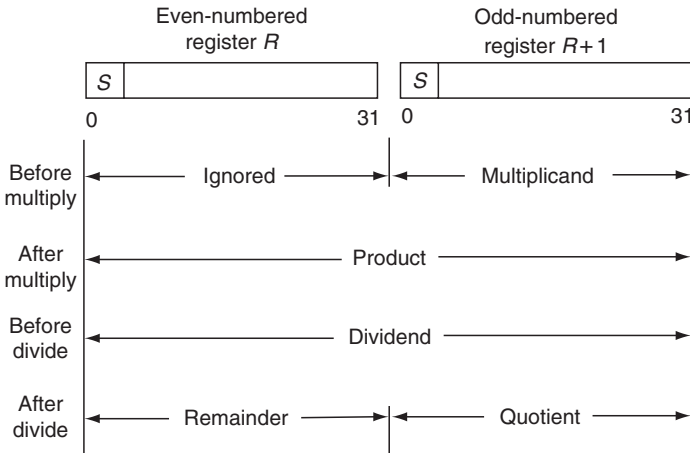 Even-numbered
register R
Odd-numbered
register R+1
S
S
0
31
0
31
Before
multiply
Ignored
Multiplicand
After
multiply
Product
Before
divide
Dividend
After
divide
Remainder
Quotient